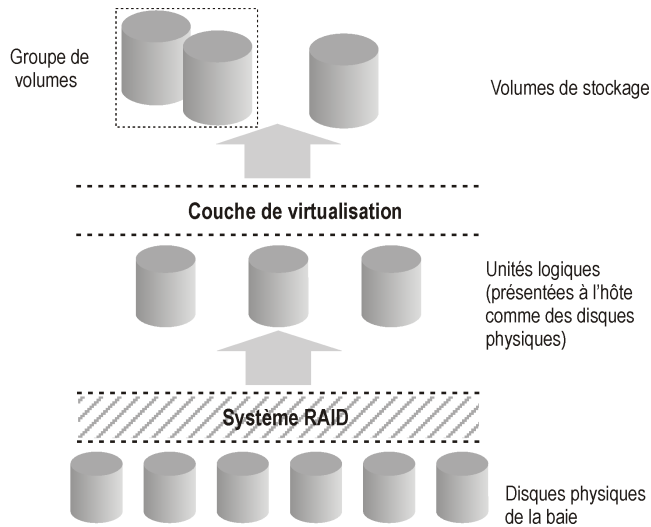 Groupe de
volumes
Volumes de stockage
Couche de virtualisation
Unités logiques
(présentées à l'hôte
comme des disques
physiques)
Système RAID
Disques physiques
de la baie